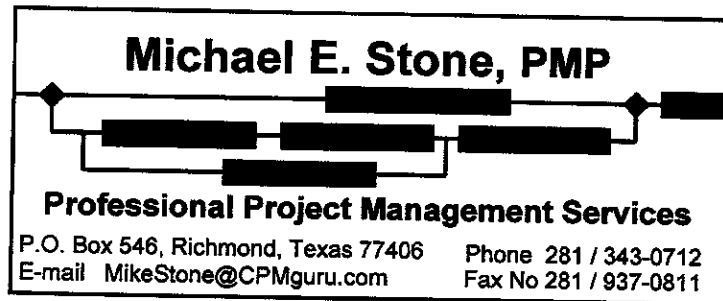 Michael E. Stone, PMP
Professional Project Management Services
P.O. Box 546, Richmond, Texas 77406 Phone 281 / 343-0712
E-mail MikeStone@CPMguru.com Fax No 281 / 937-0811